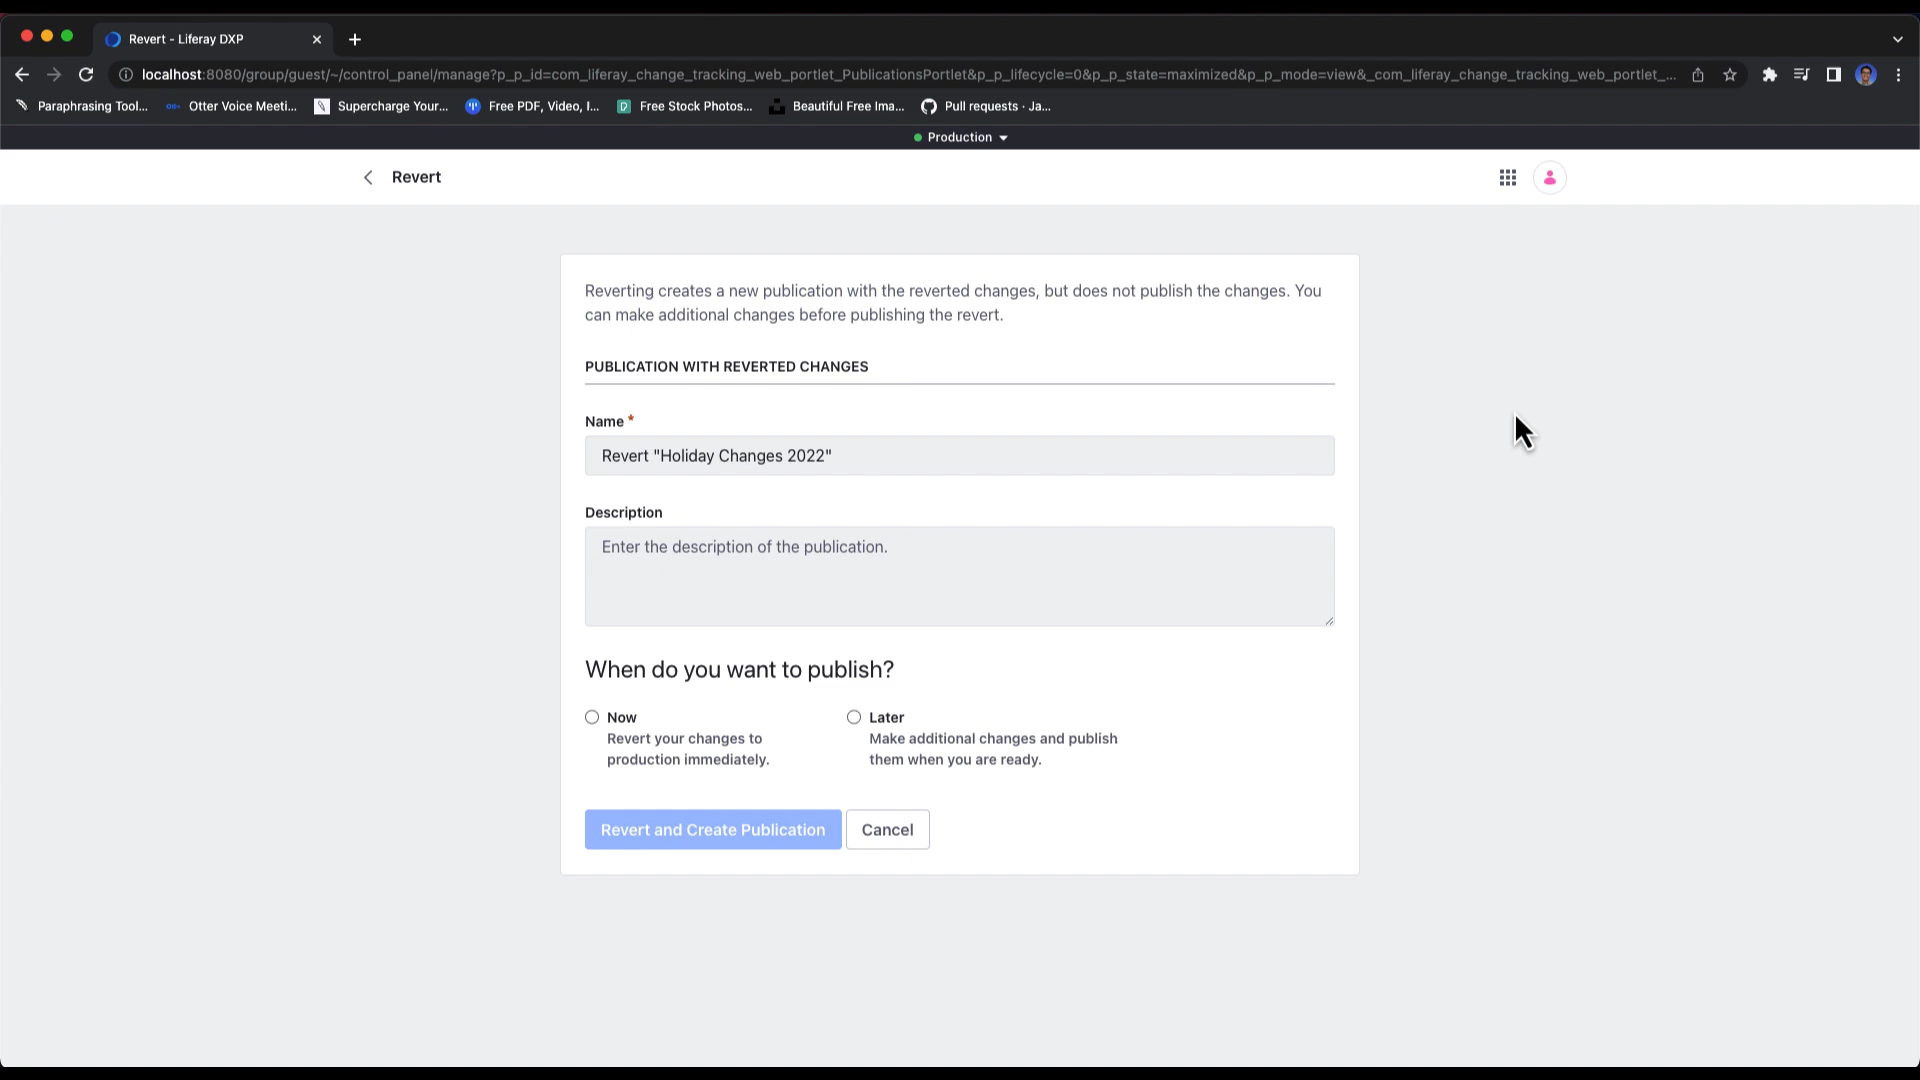 Revert - Liferay DXP
localhost:8080/group/guest/~/control_panel/manage?p_p_id=com_liferay_change_tracking_web_portlet_PublicationsPortlet&p_p_lifecycle=0&p_p_state=maximized&p_p_mode=view&_com_liferay_change_tracking_web_portlet_...
Paraphrasing Tool... Otter Voice Meeti... Supercharge Your... Free PDF, Video, I... Free Stock Photos... Beautiful Free Ima... Pull requests · Ja...
Production
Revert
Reverting creates a new publication with the reverted changes, but does not publish the changes. You
can make additional changes before publishing the revert.
PUBLICATION WITH REVERTED CHANGES
Name *
Revert "Holiday Changes 2022"
Description
Enter the description of the publication.
When do you want to publish?
Now
Revert your changes to
production immediately.
Later
Make additional changes and publish
them when you are ready.
Revert and Create Publication
Cancel